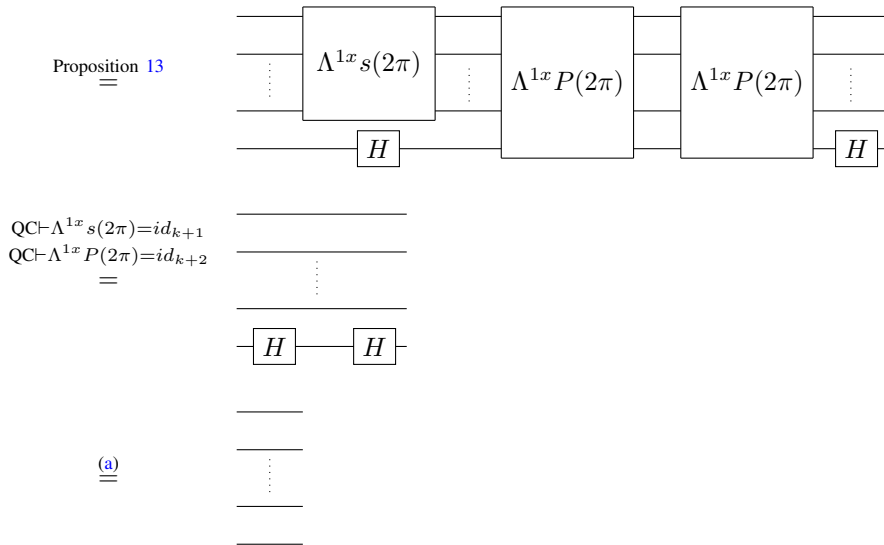 Proposition 13
=
Λ^{1x}s(2π)
Λ^{1x}P(2π)
Λ^{1x}P(2π)
H
H
QC⊢Λ^{1x}s(2π)=id_{k+1}
QC⊢Λ^{1x}P(2π)=id_{k+2}
=
H
H
(a)
=